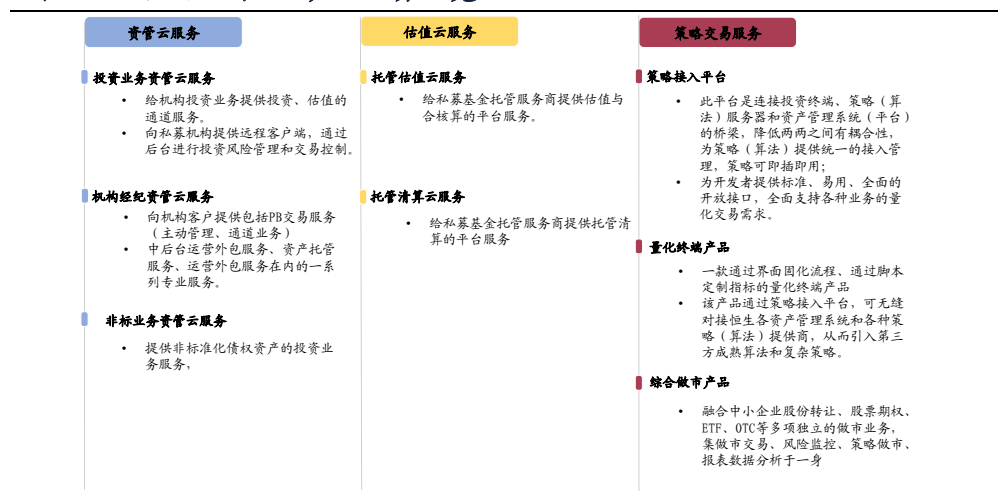 资管云服务
投资业务资管云服务
• 给机构投资业务提供投资、估值的
通道服务。
• 向私募机构提供远程客户端，通过
后台进行投资风险管理和交易控制。
机构经纪资管云服务
• 向机构客户提供包括PB交易服务
（主动管理、通道业务）
• 中后台运营外包服务、资产托管
服务、运营外包服务在内的一系
列专业服务。
非标业务资管云服务
• 提供非标准化债权资产的投资业
务服务，
估值云服务
托管估值云服务
• 给私募基金托管服务商提供估值与
合核算的平台服务。
托管清算云服务
• 给私募基金托管服务商提供托管清
算的平台服务
策略交易服务
策略接入平台
• 此平台是连接投资终端、策略（算
法）服务器和资产管理系统（平台）
的桥梁，降低两两之间有耦合性，
为策略（算法）提供统一的接入管
理，策略可即插即用；
• 为开发者提供标准、易用、全面的
开放接口，全面支持各种业务的量
化交易需求。
量化终端产品
• 一款通过界面固化流程、通过脚本
定制指标的量化终端产品
• 该产品通过策略接入平台，可无缝
对接恒生各资产管理系统和各种策
略（算法）提供商，从而引入第三
方成熟算法和复杂策略。
综合做市产品
• 融合中小企业股份转让、股票期权、
ETF、OTC等多项独立的做市业务，
集做市交易、风险监控、策略做市、
报表数据分析于一身